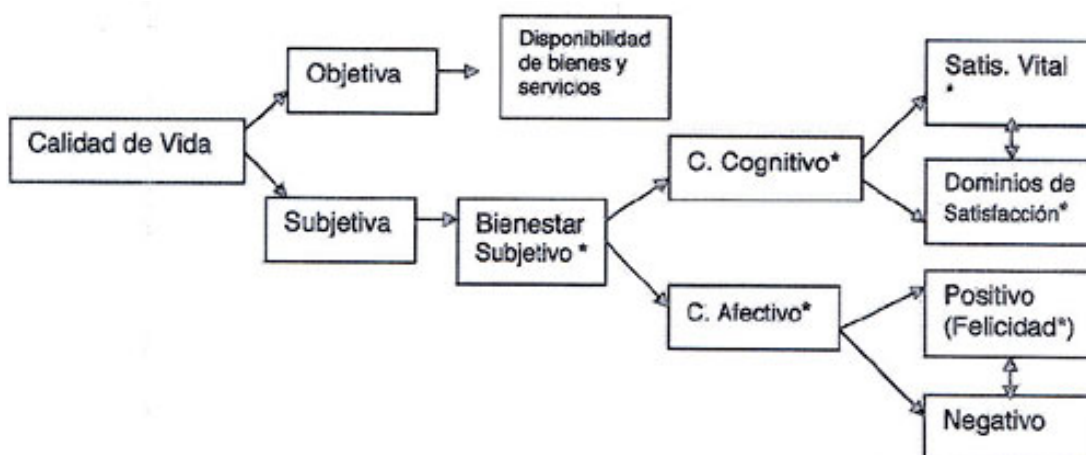 Calidad de Vida
Objetiva
Disponibilidad
de bienes y
servicios
Subjetiva
Bienestar
Subjetivo *
C. Cognitivo*
Satis. Vital
*
Dominios de
Satisfacción*
C. Afectivo*
Positivo
(Felicidad*)
Negativo